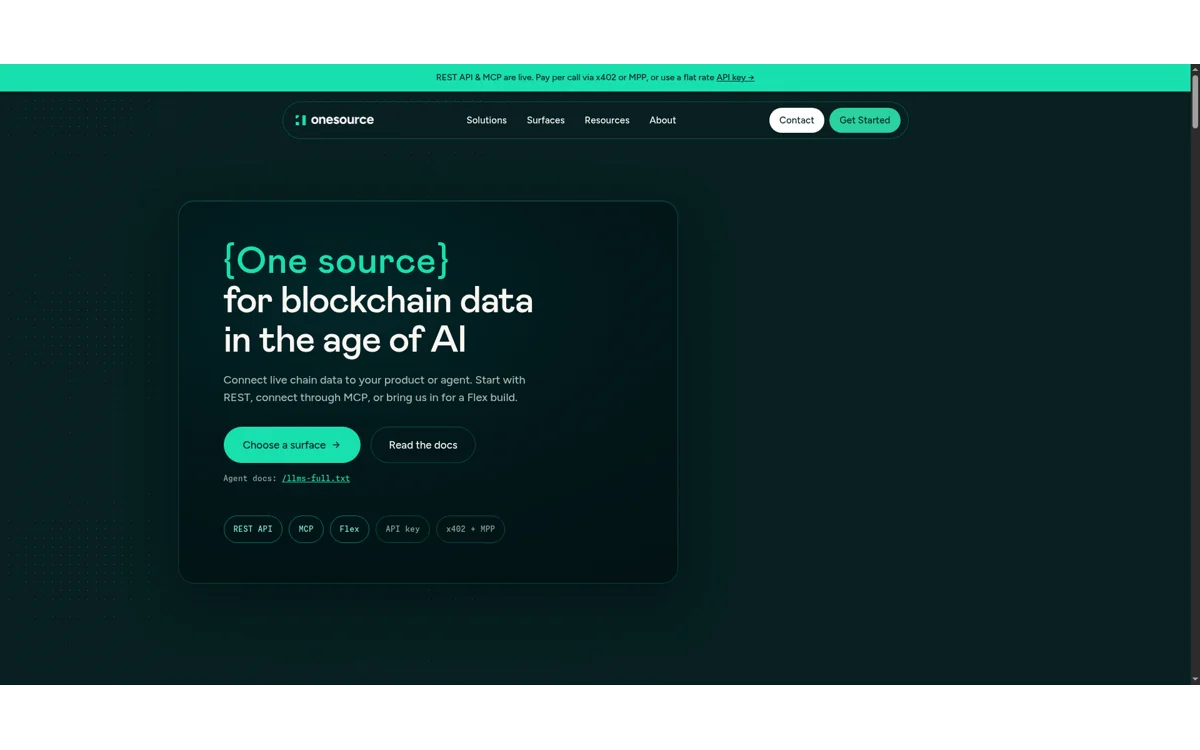 REST API & MCP are live. Pay per call via x402 or MPP, or use a flat rate API key →
onesource
Solutions
Surfaces
Resources
About
Contact
Get Started
{One source}
for blockchain data
in the age of AI
Connect live chain data to your product or agent. Start with
REST, connect through MCP, or bring us in for a Flex build.
Choose a surface →
Read the docs
Agent docs: /llms-full.txt
REST API
MCP
Flex
API key
x402 + MPP